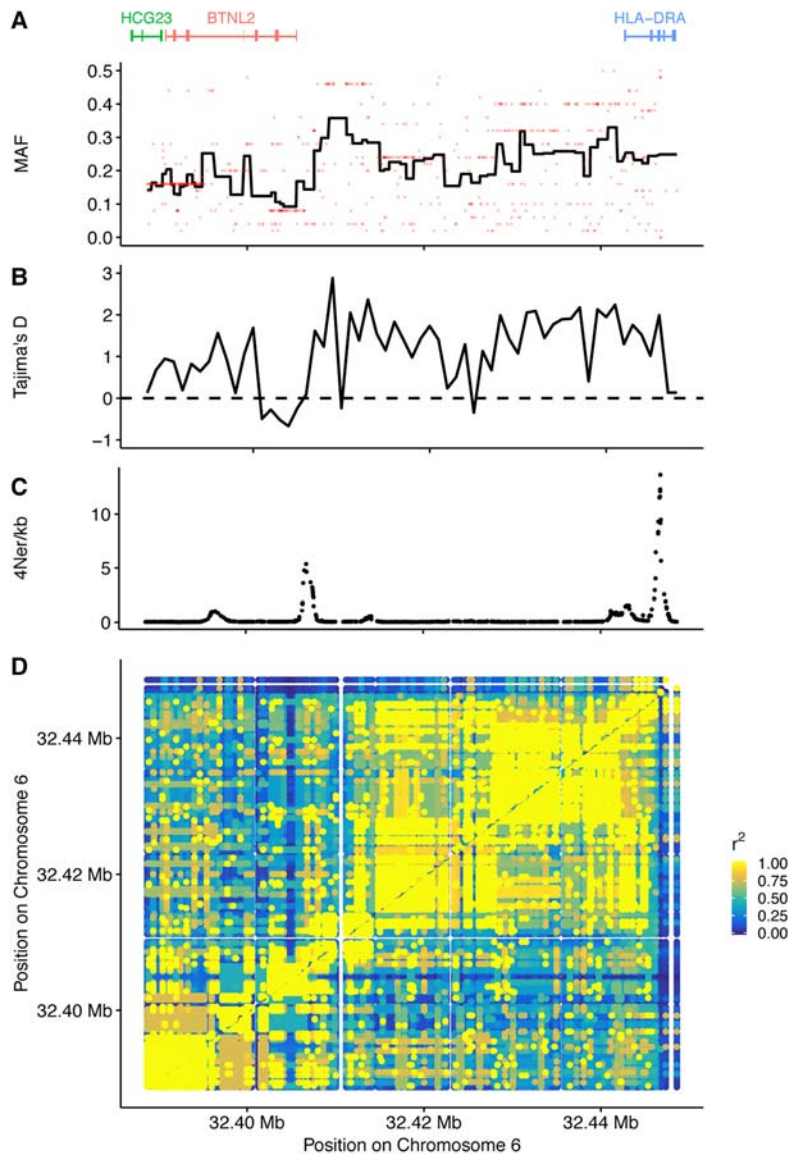 A
HCG23 BTNL2 HLA−DRA
MAF
0.5
0.4
0.3
0.2
0.1
0.0
B
Tajima's D
3
2
1
0
−1
C
4Ner/kb
10
5
0
D
Position on Chromosome 6
32.44 Mb
32.42 Mb
32.40 Mb
r²
1.00
0.75
0.50
0.25
0.00
32.40 Mb 32.42 Mb 32.44 Mb
Position on Chromosome 6